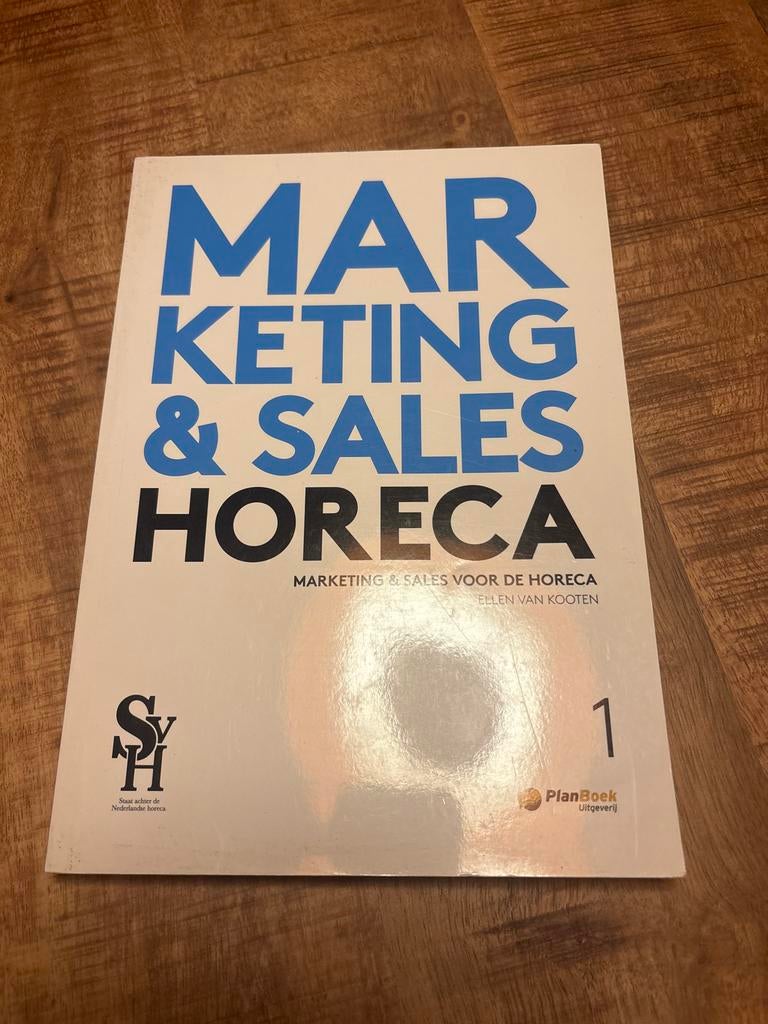 MAR
KETING
& SALES
HORECA
MARKETING & SALES VOOR DE HORECA
ELLEN VAN KOOTEN
1
SVH
Staat achter de
Nederlandse horeca
PlanBoek
Uitgeverij